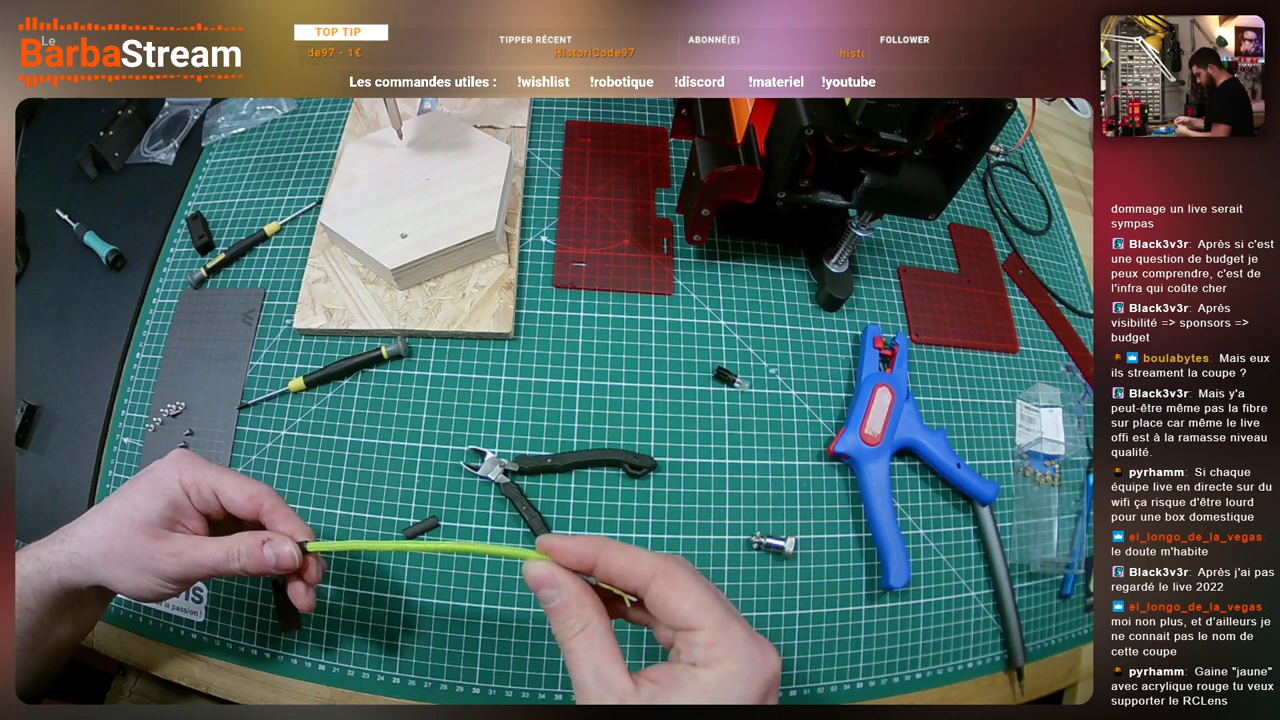 Le
BarbaStream
TOP TIP
de97 - 1€
TIPPER RÉCENT
HistoriCode97
ABONNÉ(E)
histo
FOLLOWER
Les commandes utiles : !wishlist !robotique !discord !materiel !youtube
dommage un live serait
sympas
Black3v3r: Après si c'est
une question de budget je
peux comprendre, c'est de
l'infra qui coûte cher
Black3v3r: Après
visibilité => sponsors =>
budget
boulabytes: Mais eux
ils streament la coupe ?
Black3v3r: Mais y'a
peut-être même pas la fibre
sur place car même le live
offi est à la ramasse niveau
qualité.
pyrhamm: Si chaque
équipe live en directe sur du
wifi ça risque d'être lourd
pour une box domestique
el_longo_de_la_vegas:
le doute m'habite
Black3v3r: Après j'ai pas
regardé le live 2022
el_longo_de_la_vegas:
moi non plus, et d'ailleurs je
ne connait pas le nom de
cette coupe
pyrhamm: Gaine "jaune"
avec acrylique rouge tu veux
supporter le RCLens
la passion !